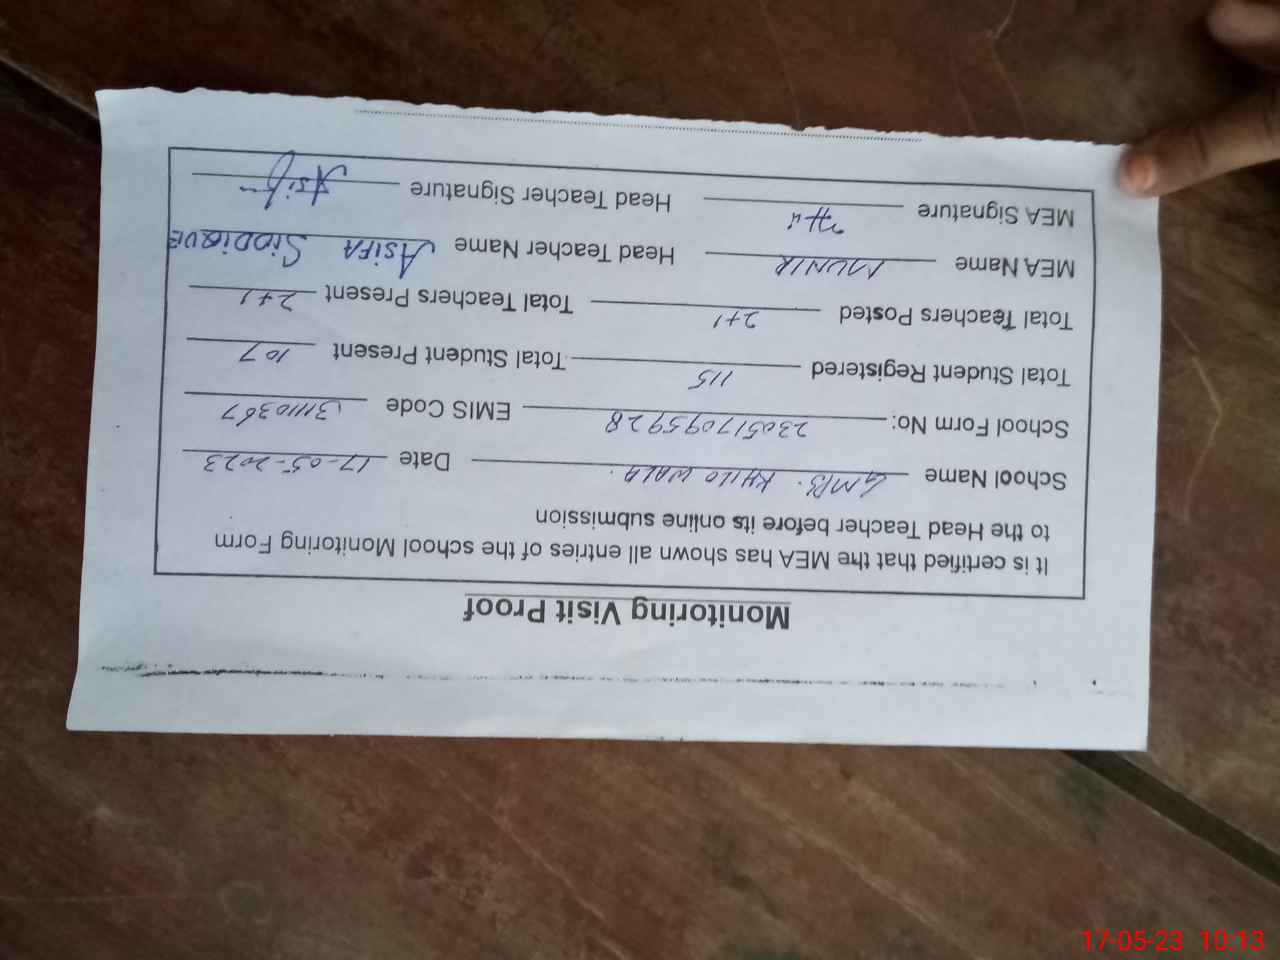 Monitoring Visit Proof
It is certified that the MEA has shown all entries of the school Monitoring Form
to the Head Teacher before its online submission
School Name GMPS. KHILO WALA. Date 17-05-2023
School Form No: 230517095928 EMIS Code 31110367
Total Student Registered 115 Total Student Present 107
Total Teachers Posted 2+1 Total Teachers Present 2+1
MEA Name MUNIR Head Teacher Name ASIFA SIDDIQUE
MEA Signature Head Teacher Signature Asifa
17-05-23 10:13